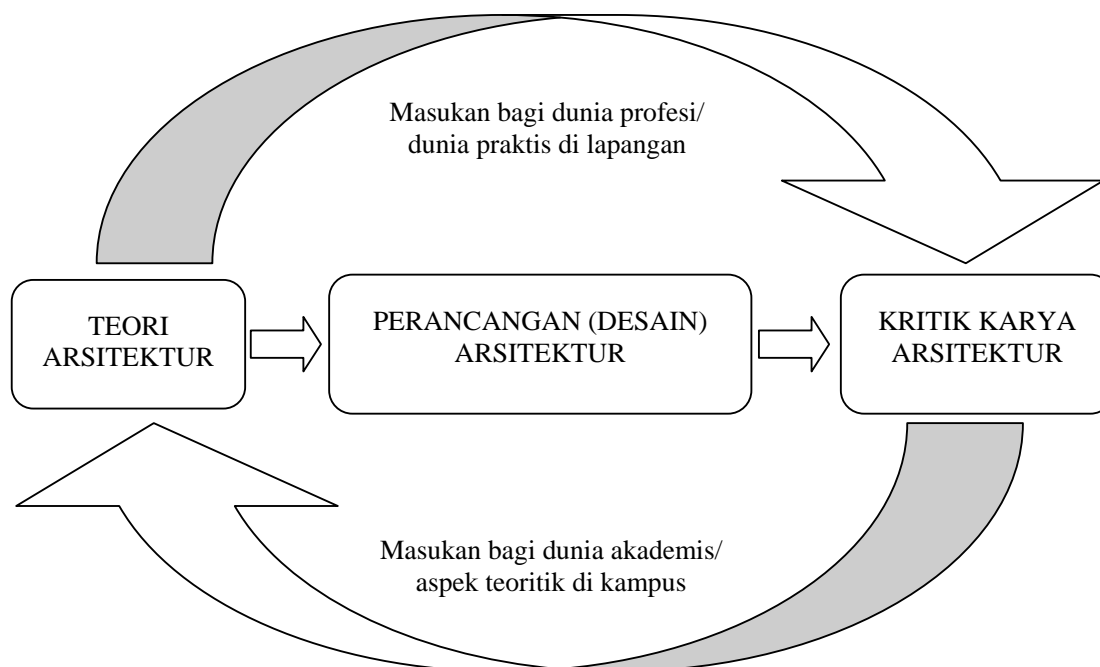 Masukan bagi dunia profesi/
dunia praktis di lapangan
TEORI
ARSITEKTUR
PERANCANGAN (DESAIN)
ARSITEKTUR
KRITIK KARYA
ARSITEKTUR
Masukan bagi dunia akademis/
aspek teoritik di kampus